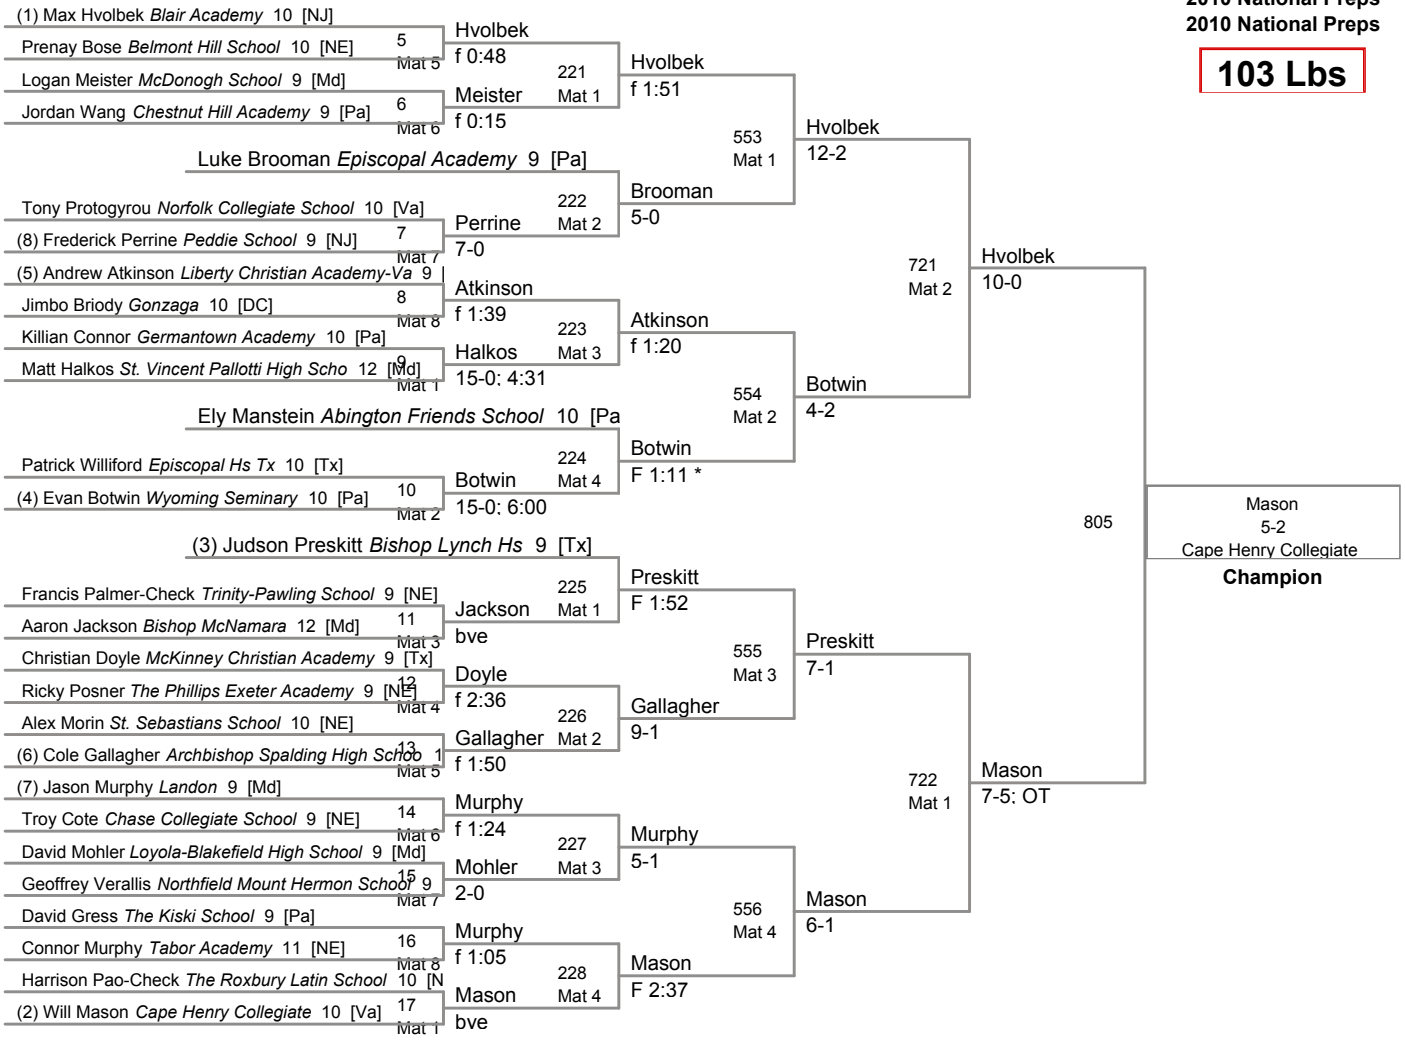 2010 National Preps
2010 National Preps
103 Lbs
(1) Max Hvolbek Blair Academy 10 [NJ]
Prenay Bose Belmont Hill School 10 [NE]
5
Mat 5
Logan Meister McDonogh School 9 [Md]
Jordan Wang Chestnut Hill Academy 9 [Pa]
6
Mat 6
Luke Brooman Episcopal Academy 9 [Pa]
Tony Protogyrou Norfolk Collegiate School 10 [Va]
(8) Frederick Perrine Peddie School 9 [NJ]
7
Mat 7
(5) Andrew Atkinson Liberty Christian Academy-Va 9 [
Jimbo Briody Gonzaga 10 [DC]
8
Mat 8
Killian Connor Germantown Academy 10 [Pa]
Matt Halkos St. Vincent Pallotti High Scho 12 [Md]
9
Mat 1
Ely Manstein Abington Friends School 10 [Pa
Patrick Williford Episcopal Hs Tx 10 [Tx]
(4) Evan Botwin Wyoming Seminary 10 [Pa]
10
Mat 2
(3) Judson Preskitt Bishop Lynch Hs 9 [Tx]
Francis Palmer-Check Trinity-Pawling School 9 [NE]
Aaron Jackson Bishop McNamara 12 [Md]
11
Mat 3
Christian Doyle McKinney Christian Academy 9 [Tx]
Ricky Posner The Phillips Exeter Academy 9 [NE]
12
Mat 4
Alex Morin St. Sebastians School 10 [NE]
(6) Cole Gallagher Archbishop Spalding High Schoo 1
13
Mat 5
(7) Jason Murphy Landon 9 [Md]
Troy Cote Chase Collegiate School 9 [NE]
14
Mat 6
David Mohler Loyola-Blakefield High School 9 [Md]
Geoffrey Verallis Northfield Mount Hermon School 9
15
Mat 7
David Gress The Kiski School 9 [Pa]
Connor Murphy Tabor Academy 11 [NE]
16
Mat 8
Harrison Pao-Check The Roxbury Latin School 10 [N
(2) Will Mason Cape Henry Collegiate 10 [Va]
17
Mat 1
Hvolbek
f 0:48
Meister
f 0:15
221
Mat 1
Perrine
7-0
222
Mat 2
Atkinson
f 1:39
Halkos
15-0; 4:31
223
Mat 3
Botwin
15-0; 6:00
224
Mat 4
Jackson
bye
225
Mat 1
Doyle
f 2:36
Gallagher
f 1:50
226
Mat 2
Murphy
f 1:24
Mohler
2-0
227
Mat 3
Murphy
f 1:05
Mason
bye
228
Mat 4
Hvolbek
f 1:51
Brooman
5-0
553
Mat 1
Atkinson
f 1:20
Botwin
F 1:11 *
554
Mat 2
Preskitt
F 1:52
Gallagher
9-1
555
Mat 3
Murphy
5-1
Mason
F 2:37
556
Mat 4
Hvolbek
12-2
Botwin
4-2
721
Mat 2
Preskitt
7-1
Mason
6-1
722
Mat 1
Hvolbek
10-0
Mason
7-5; OT
805
Mason
5-2
Cape Henry Collegiate
Champion